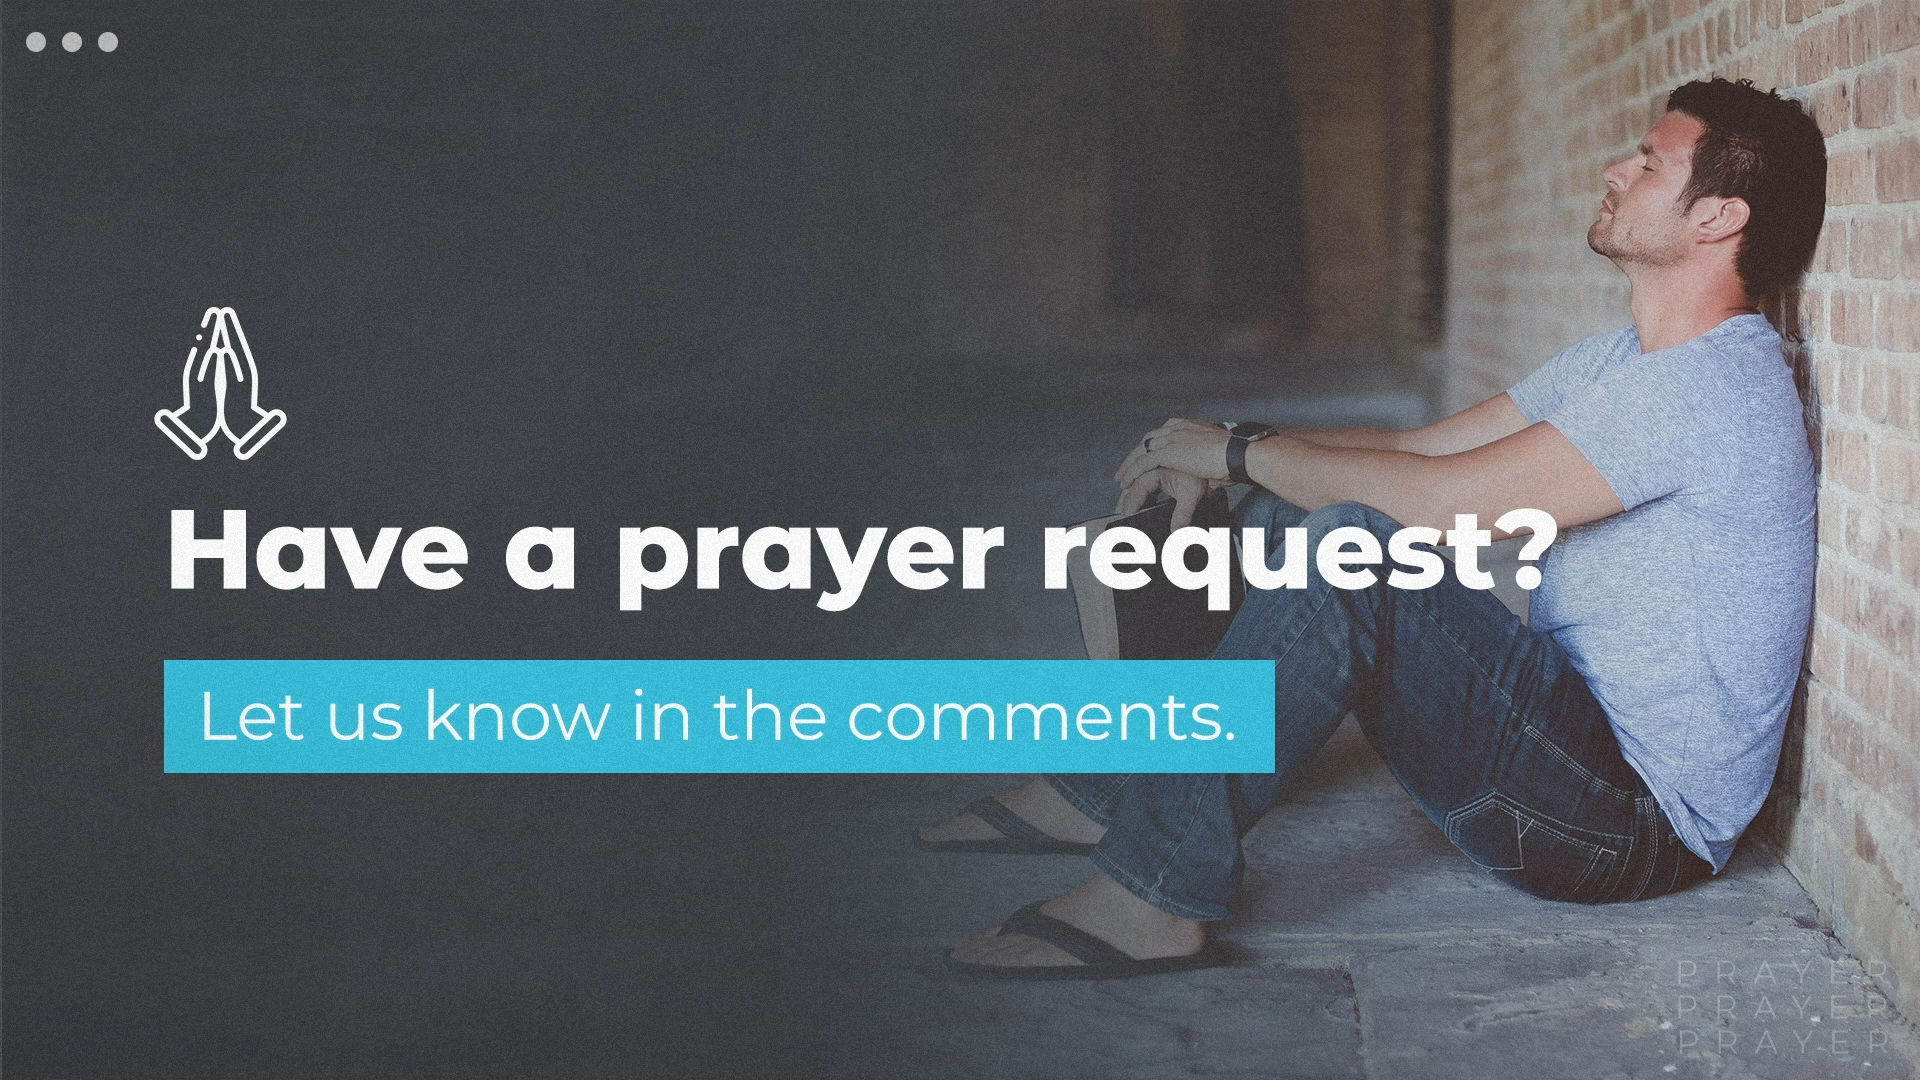 Have a prayer request?
Let us know in the comments.
PRAYER
PRAYER
PRAYER